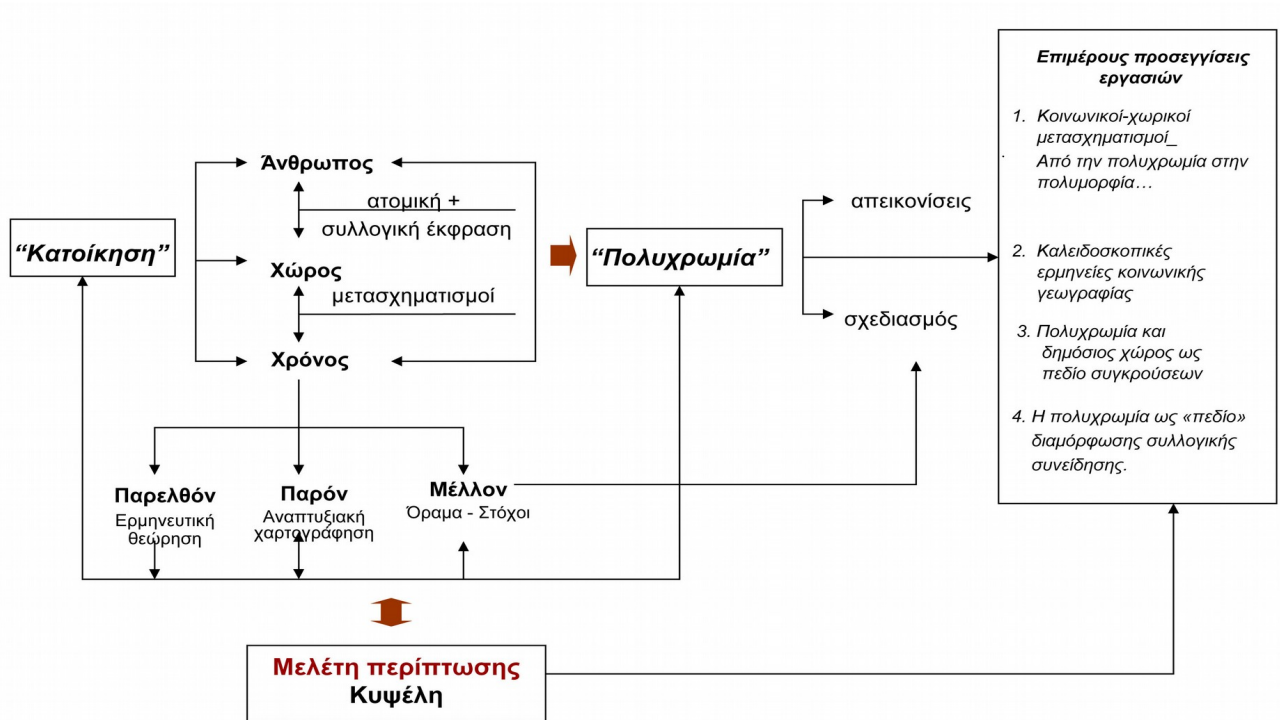 “Κατοίκηση”
Άνθρωπος
ατομική +
συλλογική έκφραση
Χώρος
μετασχηματισμοί
Χρόνος
Παρελθόν
Ερμηνευτική
θεώρηση
Παρόν
Αναπτυξιακή
χαρτογράφηση
Μέλλον
Όραμα - Στόχοι
“Πολυχρωμία”
απεικονίσεις
σχεδιασμός
Επιμέρους προσεγγίσεις
εργασιών
1. Κοινωνικοί-χωρικοί
μετασχηματισμοί_
Από την πολυχρωμία στην
πολυμορφία…
2. Καλειδοσκοπικές
ερμηνείες κοινωνικής
γεωγραφίας
3. Πολυχρωμία και
δημόσιος χώρος ως
πεδίο συγκρούσεων
4. Η πολυχρωμία ως «πεδίο»
διαμόρφωσης συλλογικής
συνείδησης.
Μελέτη περίπτωσης
Κυψέλη